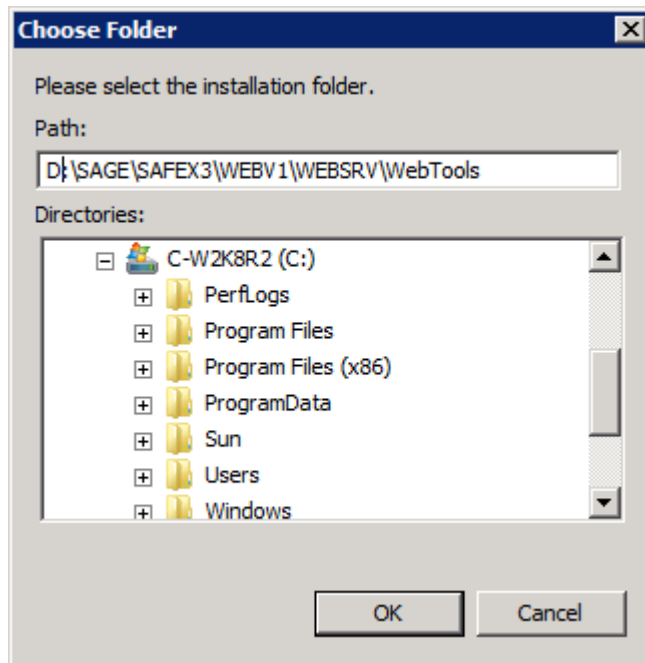 Choose Folder
Please select the installation folder.
Path:
D:\SAGE\SAFEX3\WEBV1\WEBSRV\WebTools
Directories:
C-W2K8R2 (C:)
PerfLogs
Program Files
Program Files (x86)
ProgramData
Sun
Users
Windows
OK Cancel